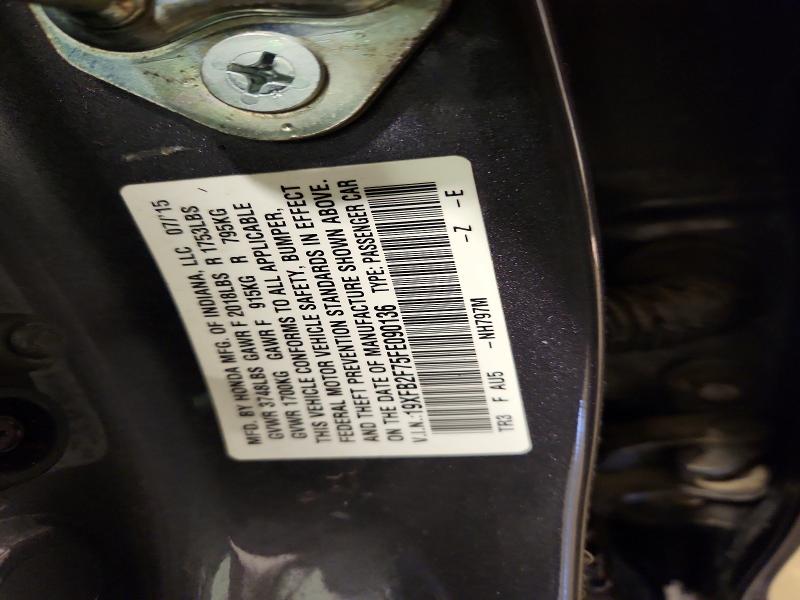 MFD. BY HONDA MFG. OF INDIANA, LLC 07/15
GVWR 3748LBS GAWR F 2018LBS R 1753LBS
GVWR 1700KG GAWR F 915KG R 795KG
THIS VEHICLE CONFORMS TO ALL APPLICABLE
FEDERAL MOTOR VEHICLE SAFETY, BUMPER,
AND THEFT PREVENTION STANDARDS IN EFFECT
ON THE DATE OF MANUFACTURE SHOWN ABOVE.
V.I.N.:19XFB2F75FE090136 TYPE: PASSENGER CAR
TR3 F AU5 -NH797M -Z -E